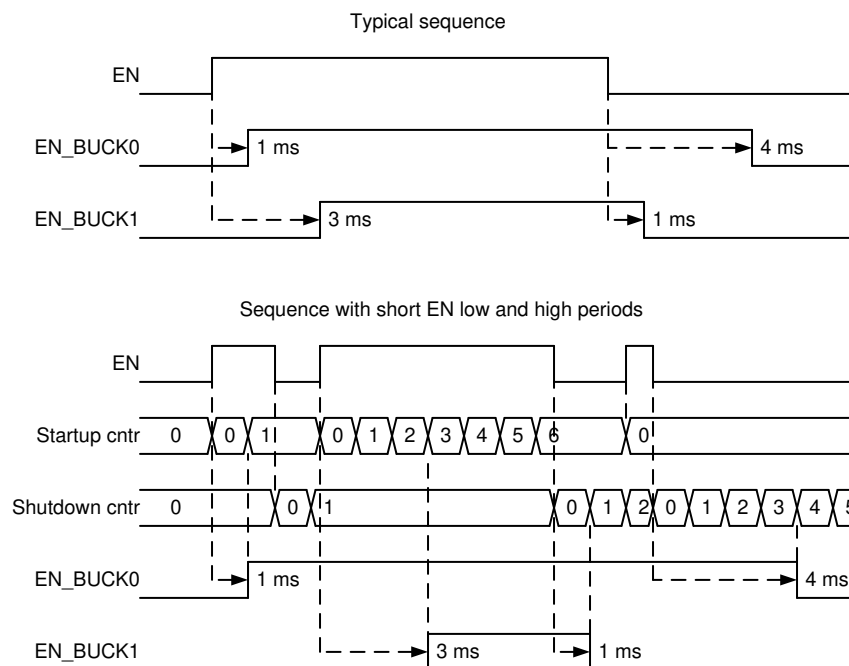 Typical sequence
EN
EN_BUCK0
1 ms
4 ms
EN_BUCK1
3 ms
1 ms
Sequence with short EN low and high periods
EN
Startup cntr
0 0 1 0 1 2 3 4 5 6 0
Shutdown cntr
0 0 1 0 1 2 0 1 2 3 4 5
EN_BUCK0
1 ms
4 ms
EN_BUCK1
3 ms
1 ms